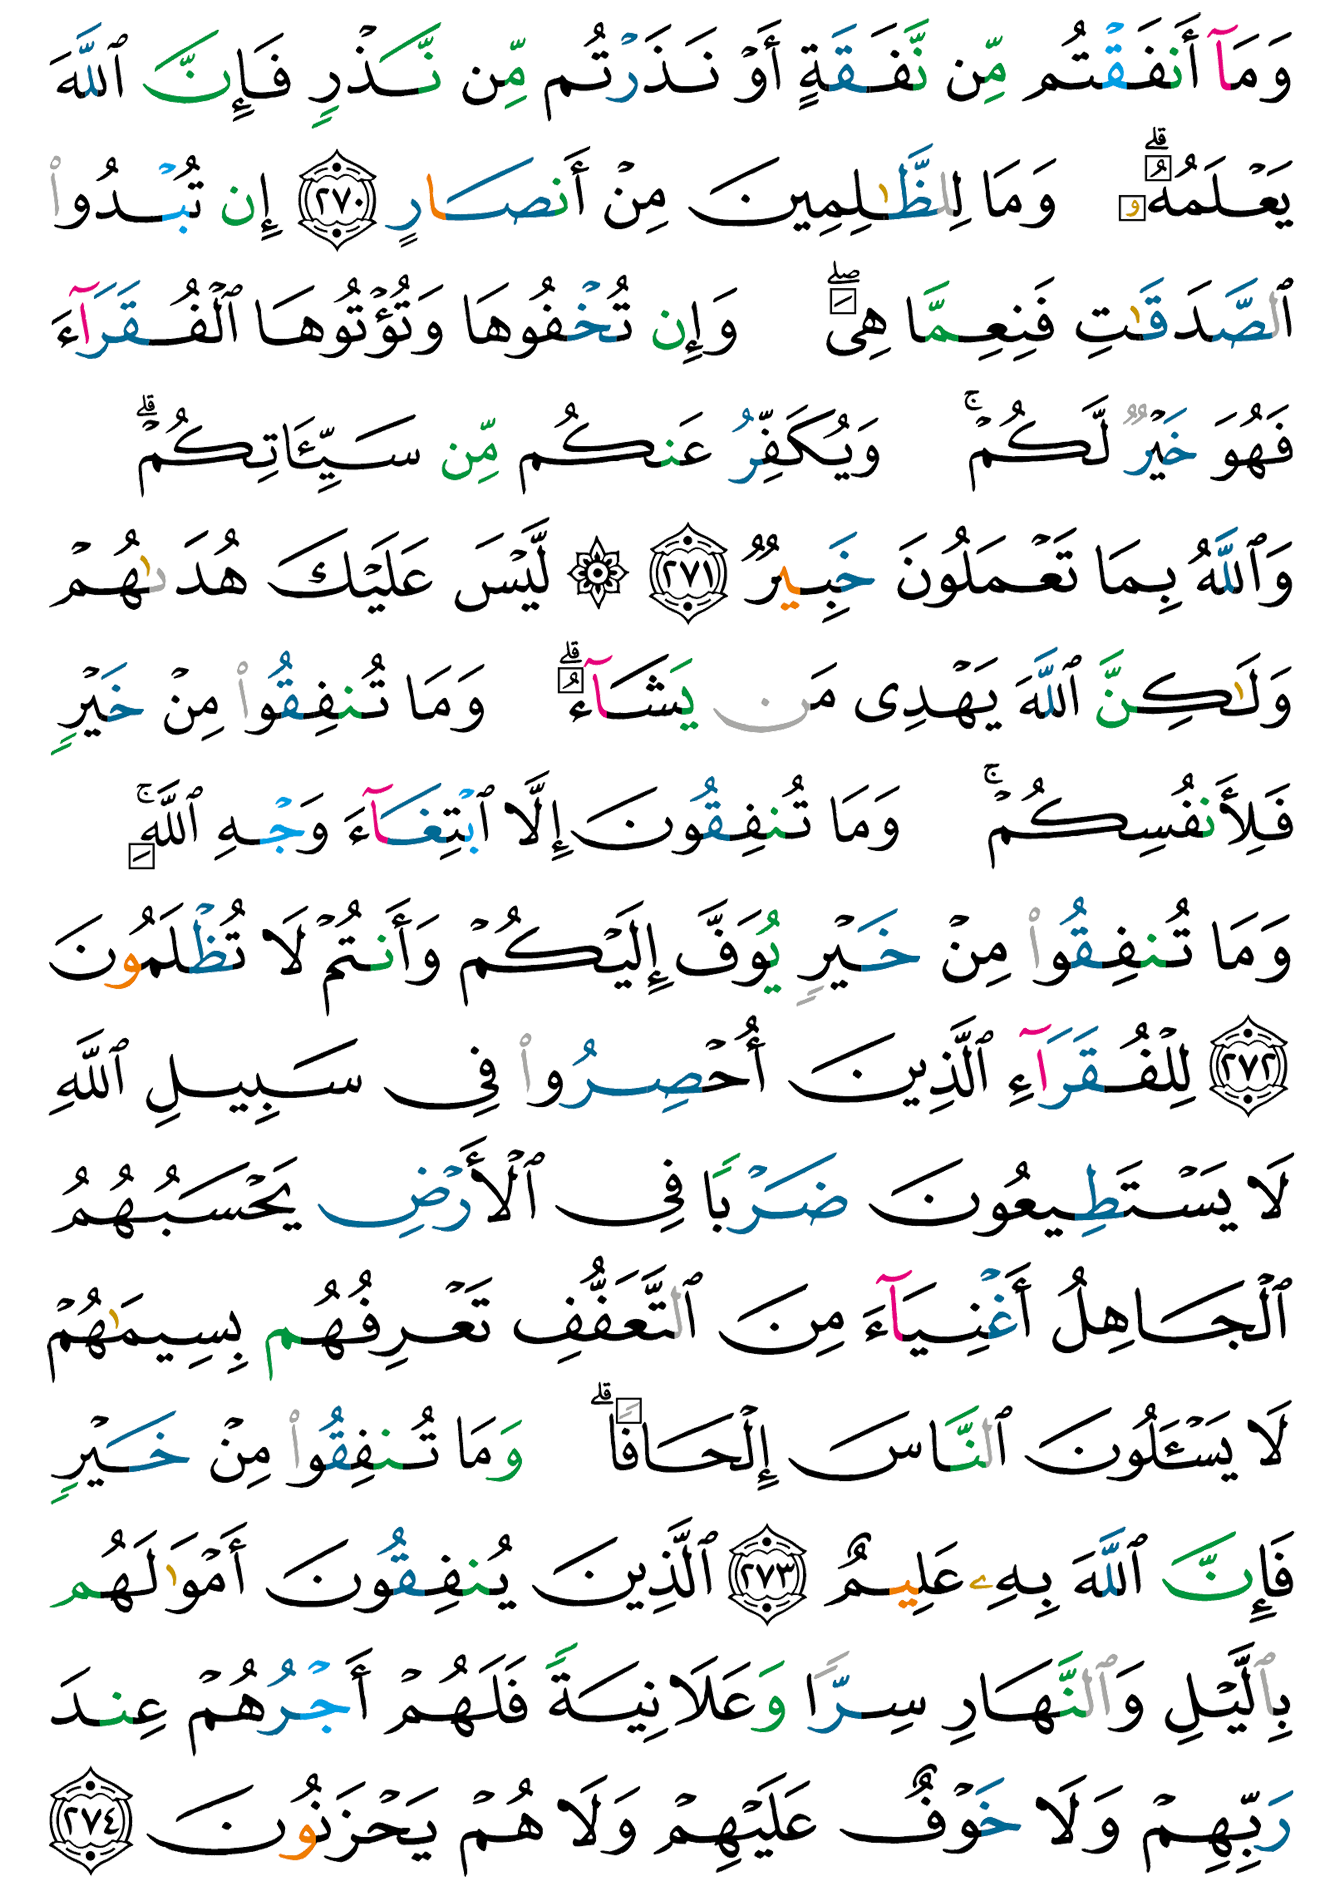 وَمَآ أَنفَقْتُم مِّن نَّفَقَةٍ أَوْ نَذَرْتُم مِّن نَّذْرٍ فَإِنَّ ٱللَّهَ
يَعْلَمُهُۥ ۗ وَمَا لِلظَّـٰلِمِينَ مِنْ أَنصَارٍ ٢٧٠ إِن تُبْدُوا۟
ٱلصَّدَقَـٰتِ فَنِعِمَّا هِىَ ۖ وَإِن تُخْفُوهَا وَتُؤْتُوهَا ٱلْفُقَرَآءَ
فَهُوَ خَيْرٌ لَّكُمْ ۚ وَيُكَفِّرُ عَنكُم مِّن سَيِّـَٔاتِكُمْ ۗ
وَٱللَّهُ بِمَا تَعْمَلُونَ خَبِيرٌ ٢٧١ ۞ لَّيْسَ عَلَيْكَ هُدَىٰهُمْ
وَلَـٰكِنَّ ٱللَّهَ يَهْدِى مَن يَشَآءُ ۗ وَمَا تُنفِقُوا۟ مِنْ خَيْرٍ
فَلِأَنفُسِكُمْ ۚ وَمَا تُنفِقُونَ إِلَّا ٱبْتِغَآءَ وَجْهِ ٱللَّهِ ۚ
وَمَا تُنفِقُوا۟ مِنْ خَيْرٍ يُوَفَّ إِلَيْكُمْ وَأَنتُمْ لَا تُظْلَمُونَ
٢٧٢ لِلْفُقَرَآءِ ٱلَّذِينَ أُحْصِرُوا۟ فِى سَبِيلِ ٱللَّهِ
لَا يَسْتَطِيعُونَ ضَرْبًا فِى ٱلْأَرْضِ يَحْسَبُهُمُ
ٱلْجَاهِلُ أَغْنِيَآءَ مِنَ ٱلتَّعَفُّفِ تَعْرِفُهُم بِسِيمَـٰهُمْ
لَا يَسْـَٔلُونَ ٱلنَّاسَ إِلْحَافًا ۗ وَمَا تُنفِقُوا۟ مِنْ خَيْرٍ
فَإِنَّ ٱللَّهَ بِهِۦ عَلِيمٌ ٢٧٣ ٱلَّذِينَ يُنفِقُونَ أَمْوَٰلَهُم
بِٱلَّيْلِ وَٱلنَّهَارِ سِرًّا وَعَلَانِيَةً فَلَهُمْ أَجْرُهُمْ عِندَ
رَبِّهِمْ وَلَا خَوْفٌ عَلَيْهِمْ وَلَا هُمْ يَحْزَنُونَ ٢٧٤